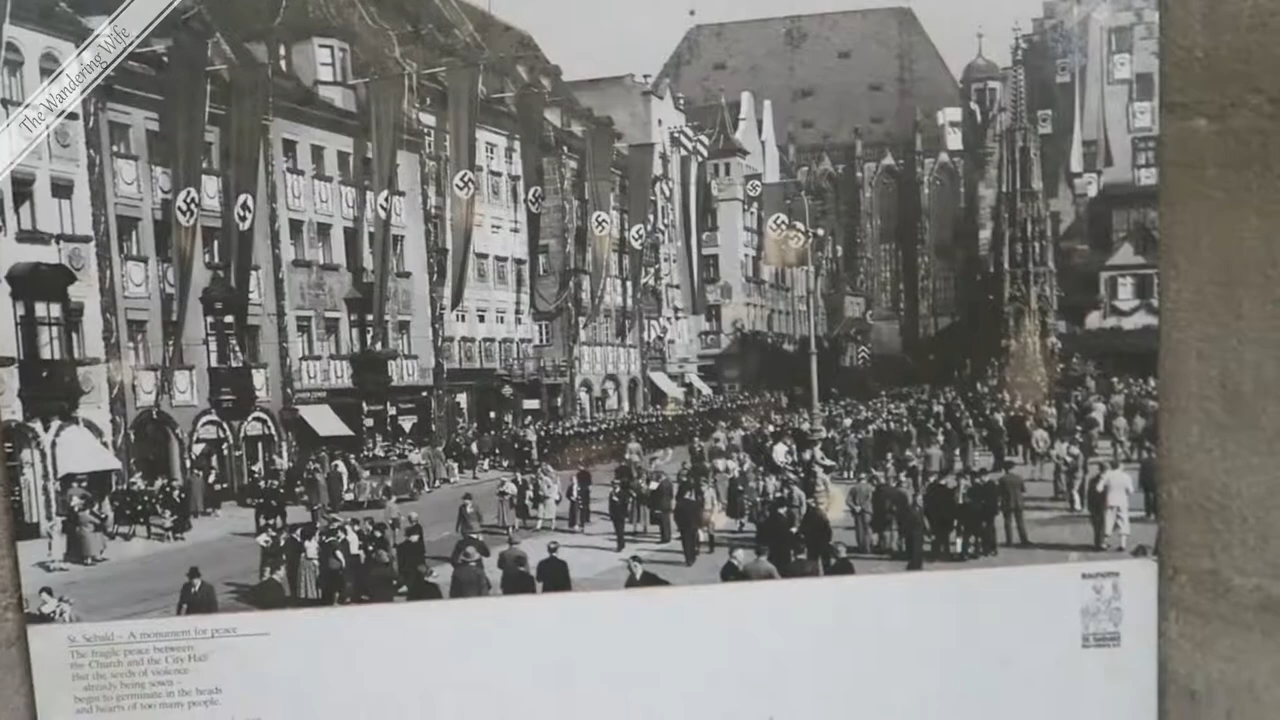 The Wandering Wife
St. Sebald – A monument for peace
The fragile peace between
the Church and the City Hall
But the seeds of violence
– already being sown –
begin to germinate in the heads
and hearts of too many people.